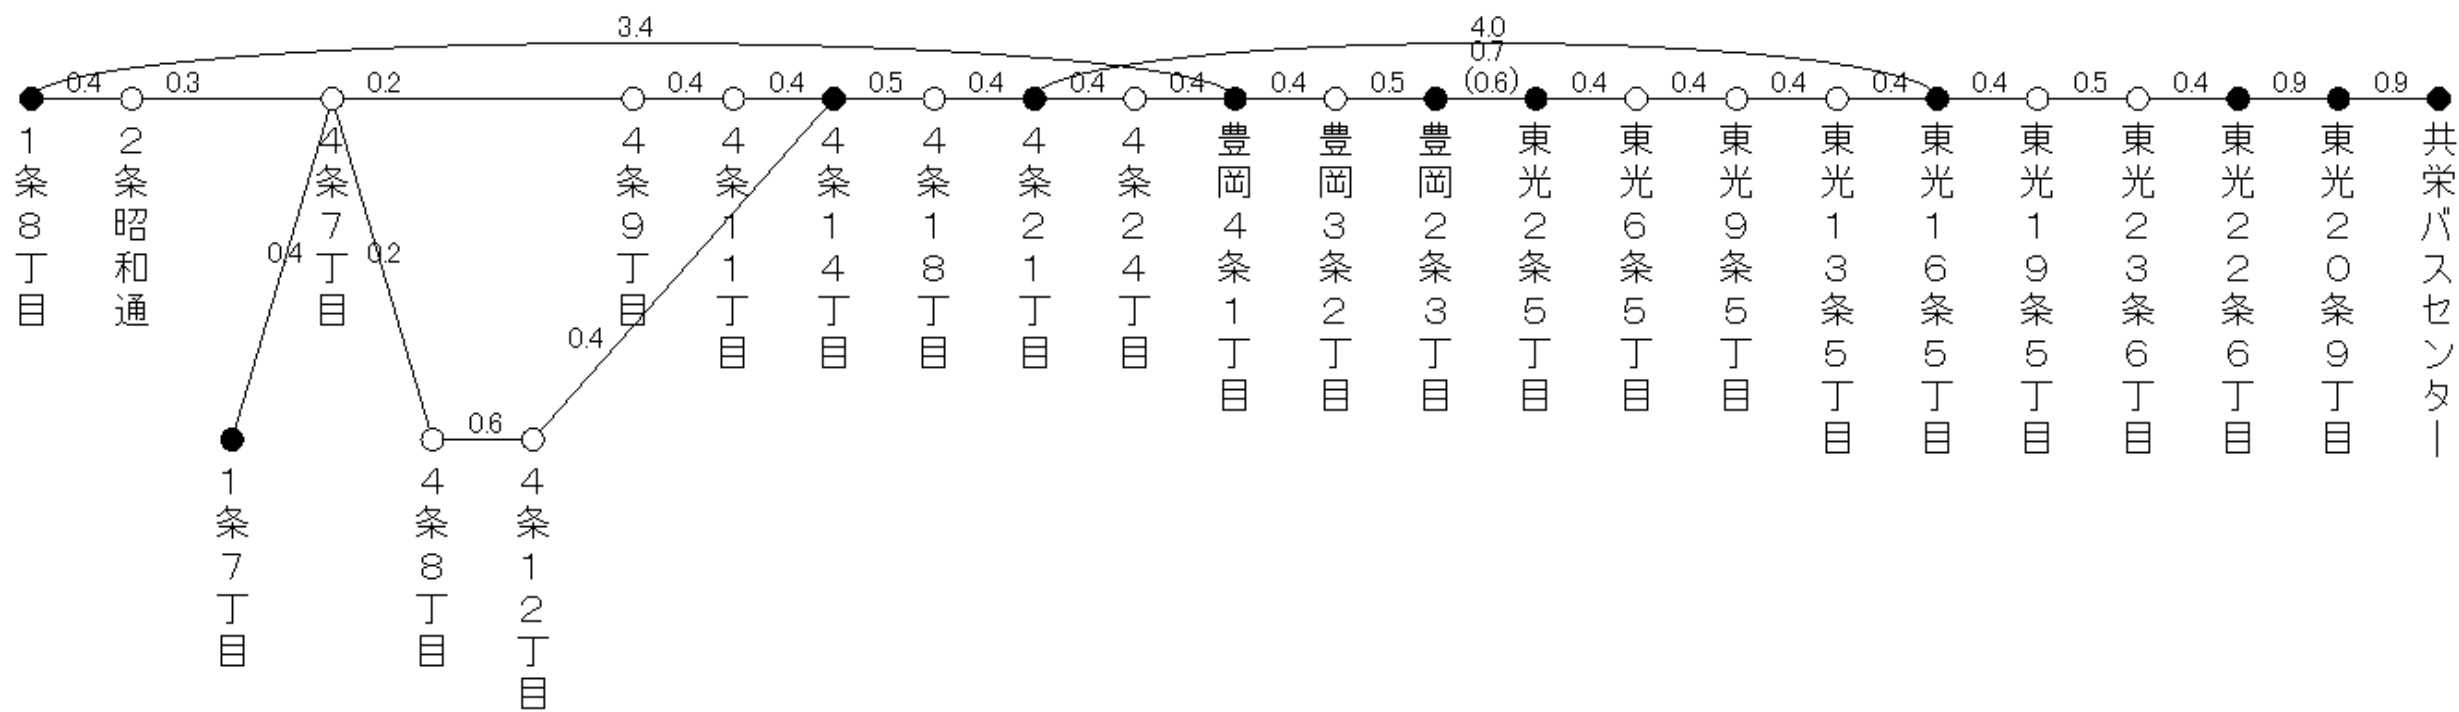 3.4
4.0
0.7
(0.6)
0.4
0.3
0.2
0.4
0.4
0.5
0.4
0.4
0.4
0.4
0.5
0.4
0.4
0.4
0.4
0.4
0.5
0.4
0.9
0.9
1条8丁目
2条昭和通
4条7丁目
4条9丁目
4条11丁目
4条14丁目
4条18丁目
4条21丁目
4条24丁目
豊岡4条1丁目
豊岡3条2丁目
豊岡2条3丁目
東光2条5丁目
東光6条5丁目
東光9条5丁目
東光13条5丁目
東光16条5丁目
東光19条5丁目
東光23条6丁目
東光22条6丁目
東光20条9丁目
共栄バスセンター
0.4
0.2
0.4
0.6
1条7丁目
4条8丁目
4条12丁目